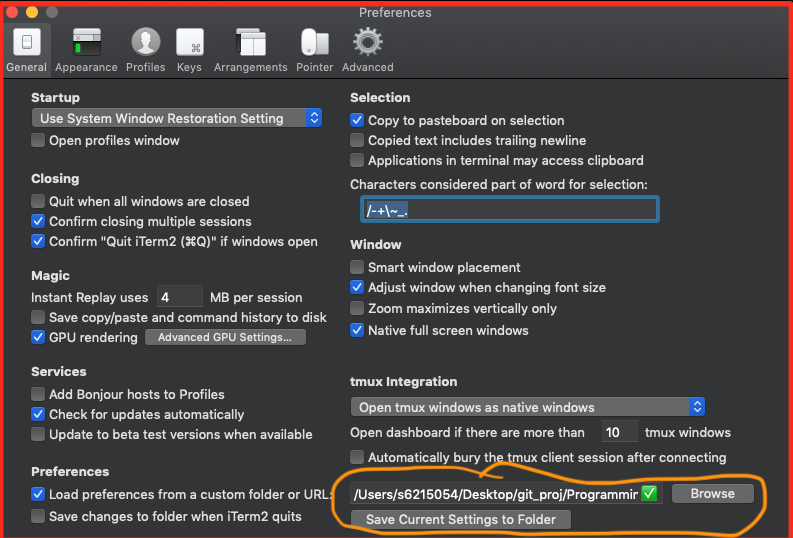 Preferences
General Appearance Profiles Keys Arrangements Pointer Advanced
Startup
Use System Window Restoration Setting
Open profiles window
Closing
Quit when all windows are closed
Confirm closing multiple sessions
Confirm "Quit iTerm2 (⌘Q)" if windows open
Magic
Instant Replay uses 4 MB per session
Save copy/paste and command history to disk
GPU rendering Advanced GPU Settings...
Services
Add Bonjour hosts to Profiles
Check for updates automatically
Update to beta test versions when available
Preferences
Load preferences from a custom folder or URL:
Save changes to folder when iTerm2 quits
Selection
Copy to pasteboard on selection
Copied text includes trailing newline
Applications in terminal may access clipboard
Characters considered part of word for selection:
/-+\~_.
Window
Smart window placement
Adjust window when changing font size
Zoom maximizes vertically only
Native full screen windows
tmux Integration
Open tmux windows as native windows
Open dashboard if there are more than 10 tmux windows
Automatically bury the tmux client session after connecting
/Users/s6215054/Desktop/git_proj/Programmir Browse
Save Current Settings to Folder